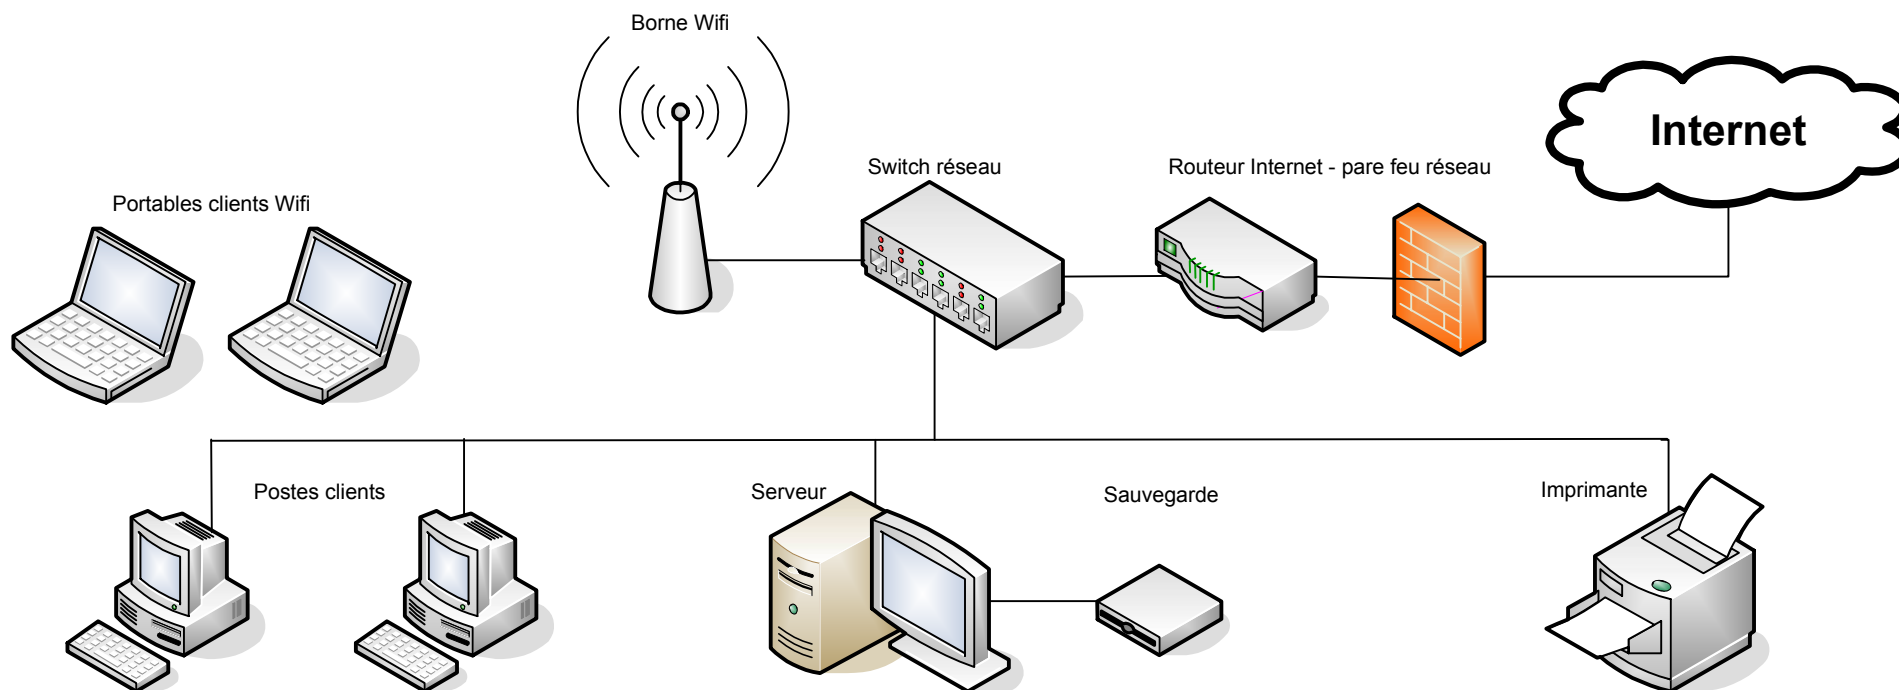 Borne Wifi
Internet
Switch réseau
Routeur Internet - pare feu réseau
Portables clients Wifi
Postes clients
Serveur
Sauvegarde
Imprimante